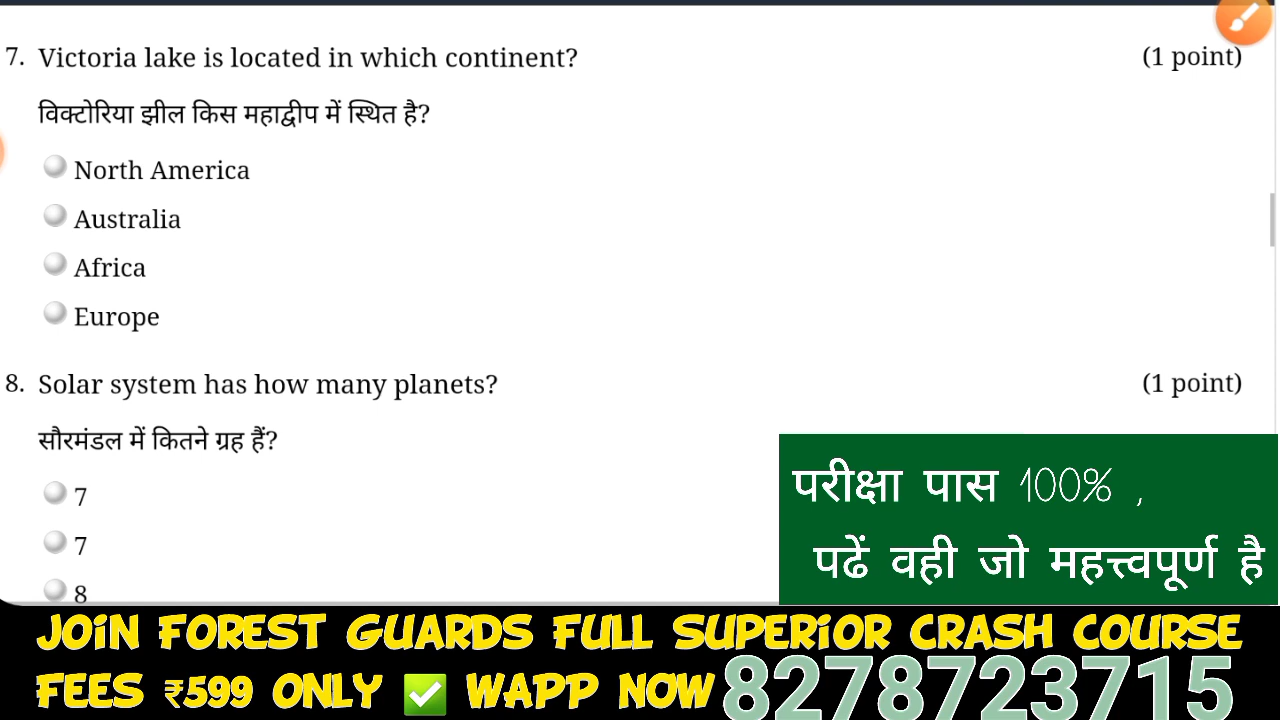 7. Victoria lake is located in which continent? (1 point)
विक्टोरिया झील किस महाद्वीप में स्थित है?
North America
Australia
Africa
Europe
8. Solar system has how many planets? (1 point)
सौरमंडल में कितने ग्रह हैं?
7
7
8
परीक्षा पास 100% ,
पढें वही जो महत्त्वपूर्ण है
JOiN FOREST GUARDS FULL SUPERiOR CRASH COURSE
FEES ₹599 ONLY ✅ WAPP NOW 8278723715